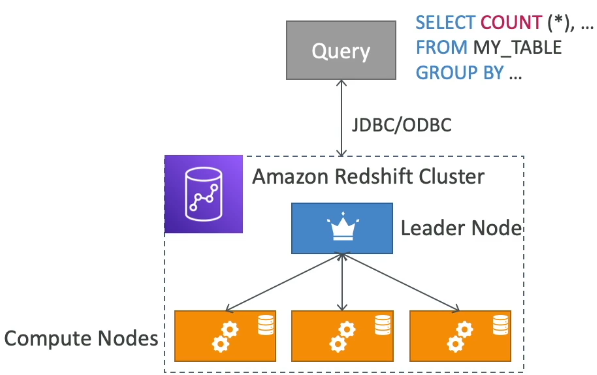 Query
SELECT COUNT (*), ...
FROM MY_TABLE
GROUP BY ...
JDBC/ODBC
Amazon Redshift Cluster
Leader Node
Compute Nodes